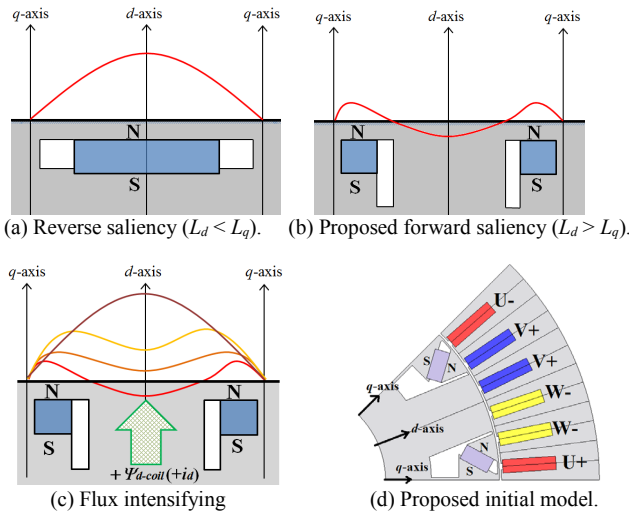 q-axis d-axis q-axis
N
S
(a) Reverse saliency (Ld < Lq).
q-axis d-axis q-axis
N N
S S
(b) Proposed forward saliency (Ld > Lq).
q-axis d-axis q-axis
N N
S S
+ Ψd-coil (+id)
(c) Flux intensifying
U-
V+
V+
W-
W-
U+
S N
S N
q-axis
d-axis
q-axis
(d) Proposed initial model.